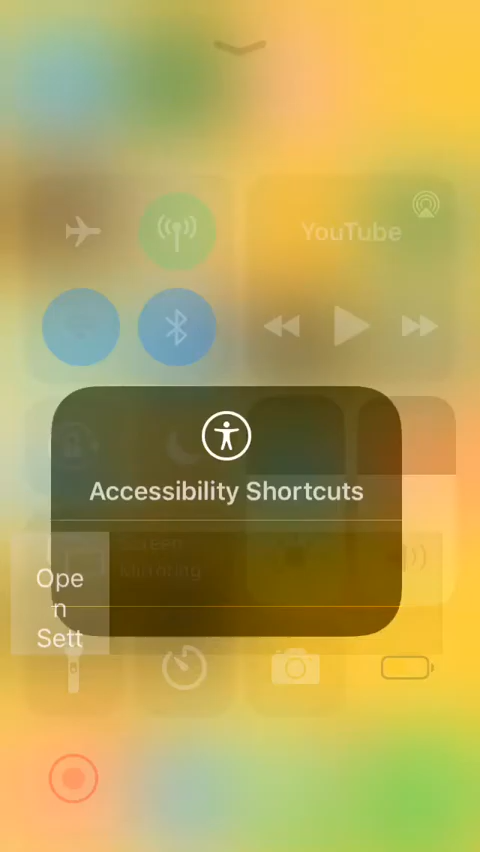 YouTube
Accessibility Shortcuts
Screen
Mirroring
Ope
n
Sett